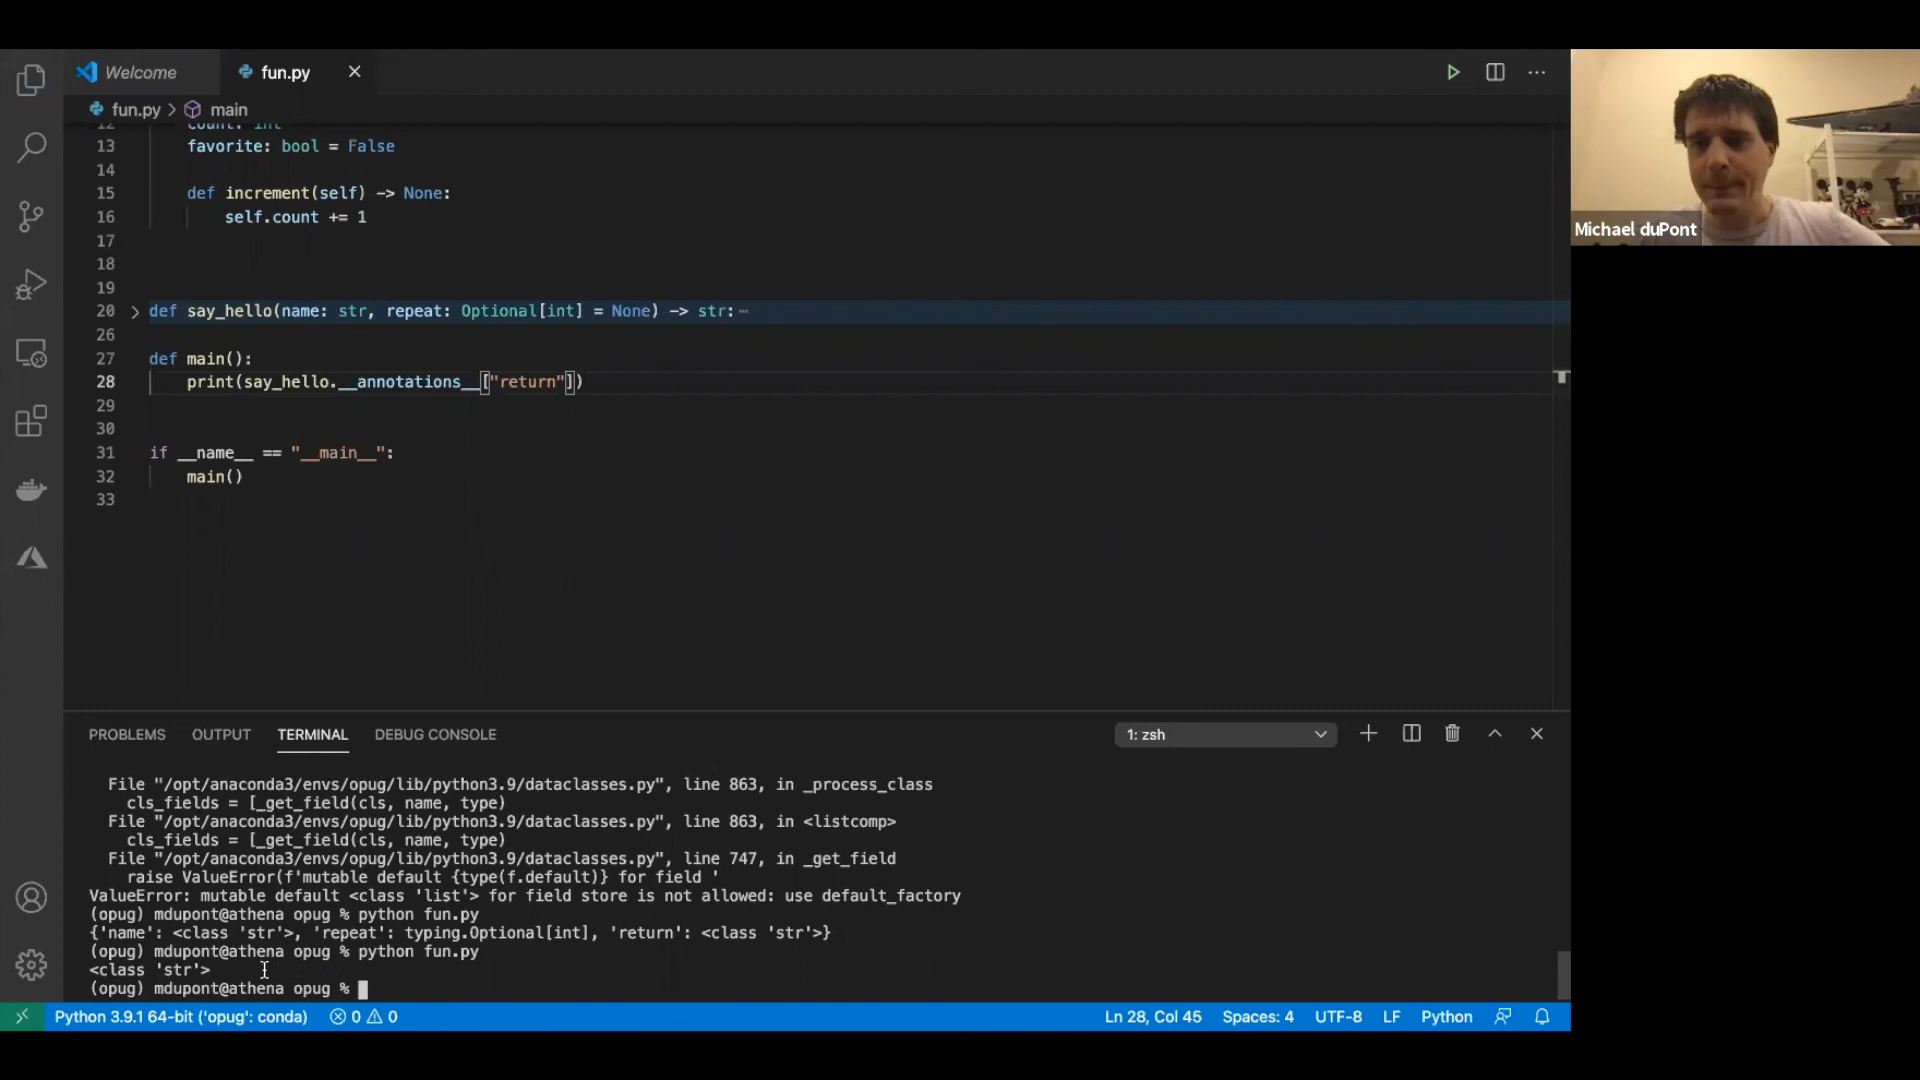 Welcome
fun.py
fun.py > main
12 count: int
13 favorite: bool = False
14
15 def increment(self) -> None:
16 self.count += 1
17
18
19
20 def say_hello(name: str, repeat: Optional[int] = None) -> str:
26
27 def main():
28 print(say_hello.__annotations__["return"])
29
30
31 if __name__ == "__main__":
32 main()
33
PROBLEMS OUTPUT TERMINAL DEBUG CONSOLE
1: zsh
File "/opt/anaconda3/envs/opug/lib/python3.9/dataclasses.py", line 863, in _process_class
cls_fields = [_get_field(cls, name, type)
File "/opt/anaconda3/envs/opug/lib/python3.9/dataclasses.py", line 863, in <listcomp>
cls_fields = [_get_field(cls, name, type)
File "/opt/anaconda3/envs/opug/lib/python3.9/dataclasses.py", line 747, in _get_field
raise ValueError(f'mutable default {type(f.default)} for field '
ValueError: mutable default <class 'list'> for field store is not allowed: use default_factory
(opug) mdupont@athena opug % python fun.py
{'name': <class 'str'>, 'repeat': typing.Optional[int], 'return': <class 'str'>}
(opug) mdupont@athena opug % python fun.py
<class 'str'>
(opug) mdupont@athena opug %
Python 3.9.1 64-bit ('opug': conda) 0 0 Ln 28, Col 45 Spaces: 4 UTF-8 LF Python
Michael duPont